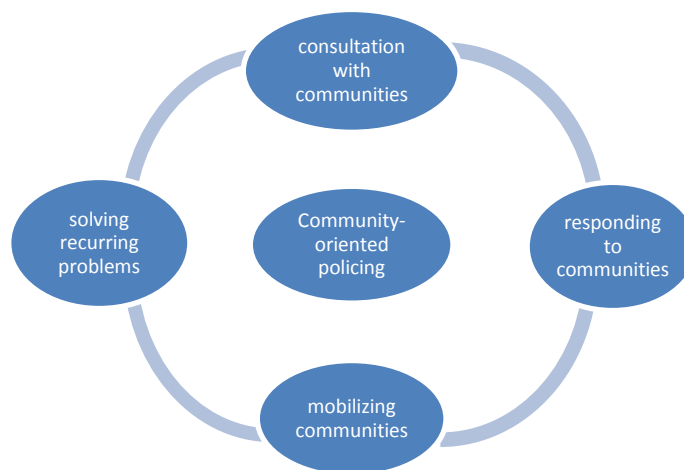 consultation
with
communities
solving
recurring
problems
Community-
oriented
policing
responding
to
communities
mobilizing
communities